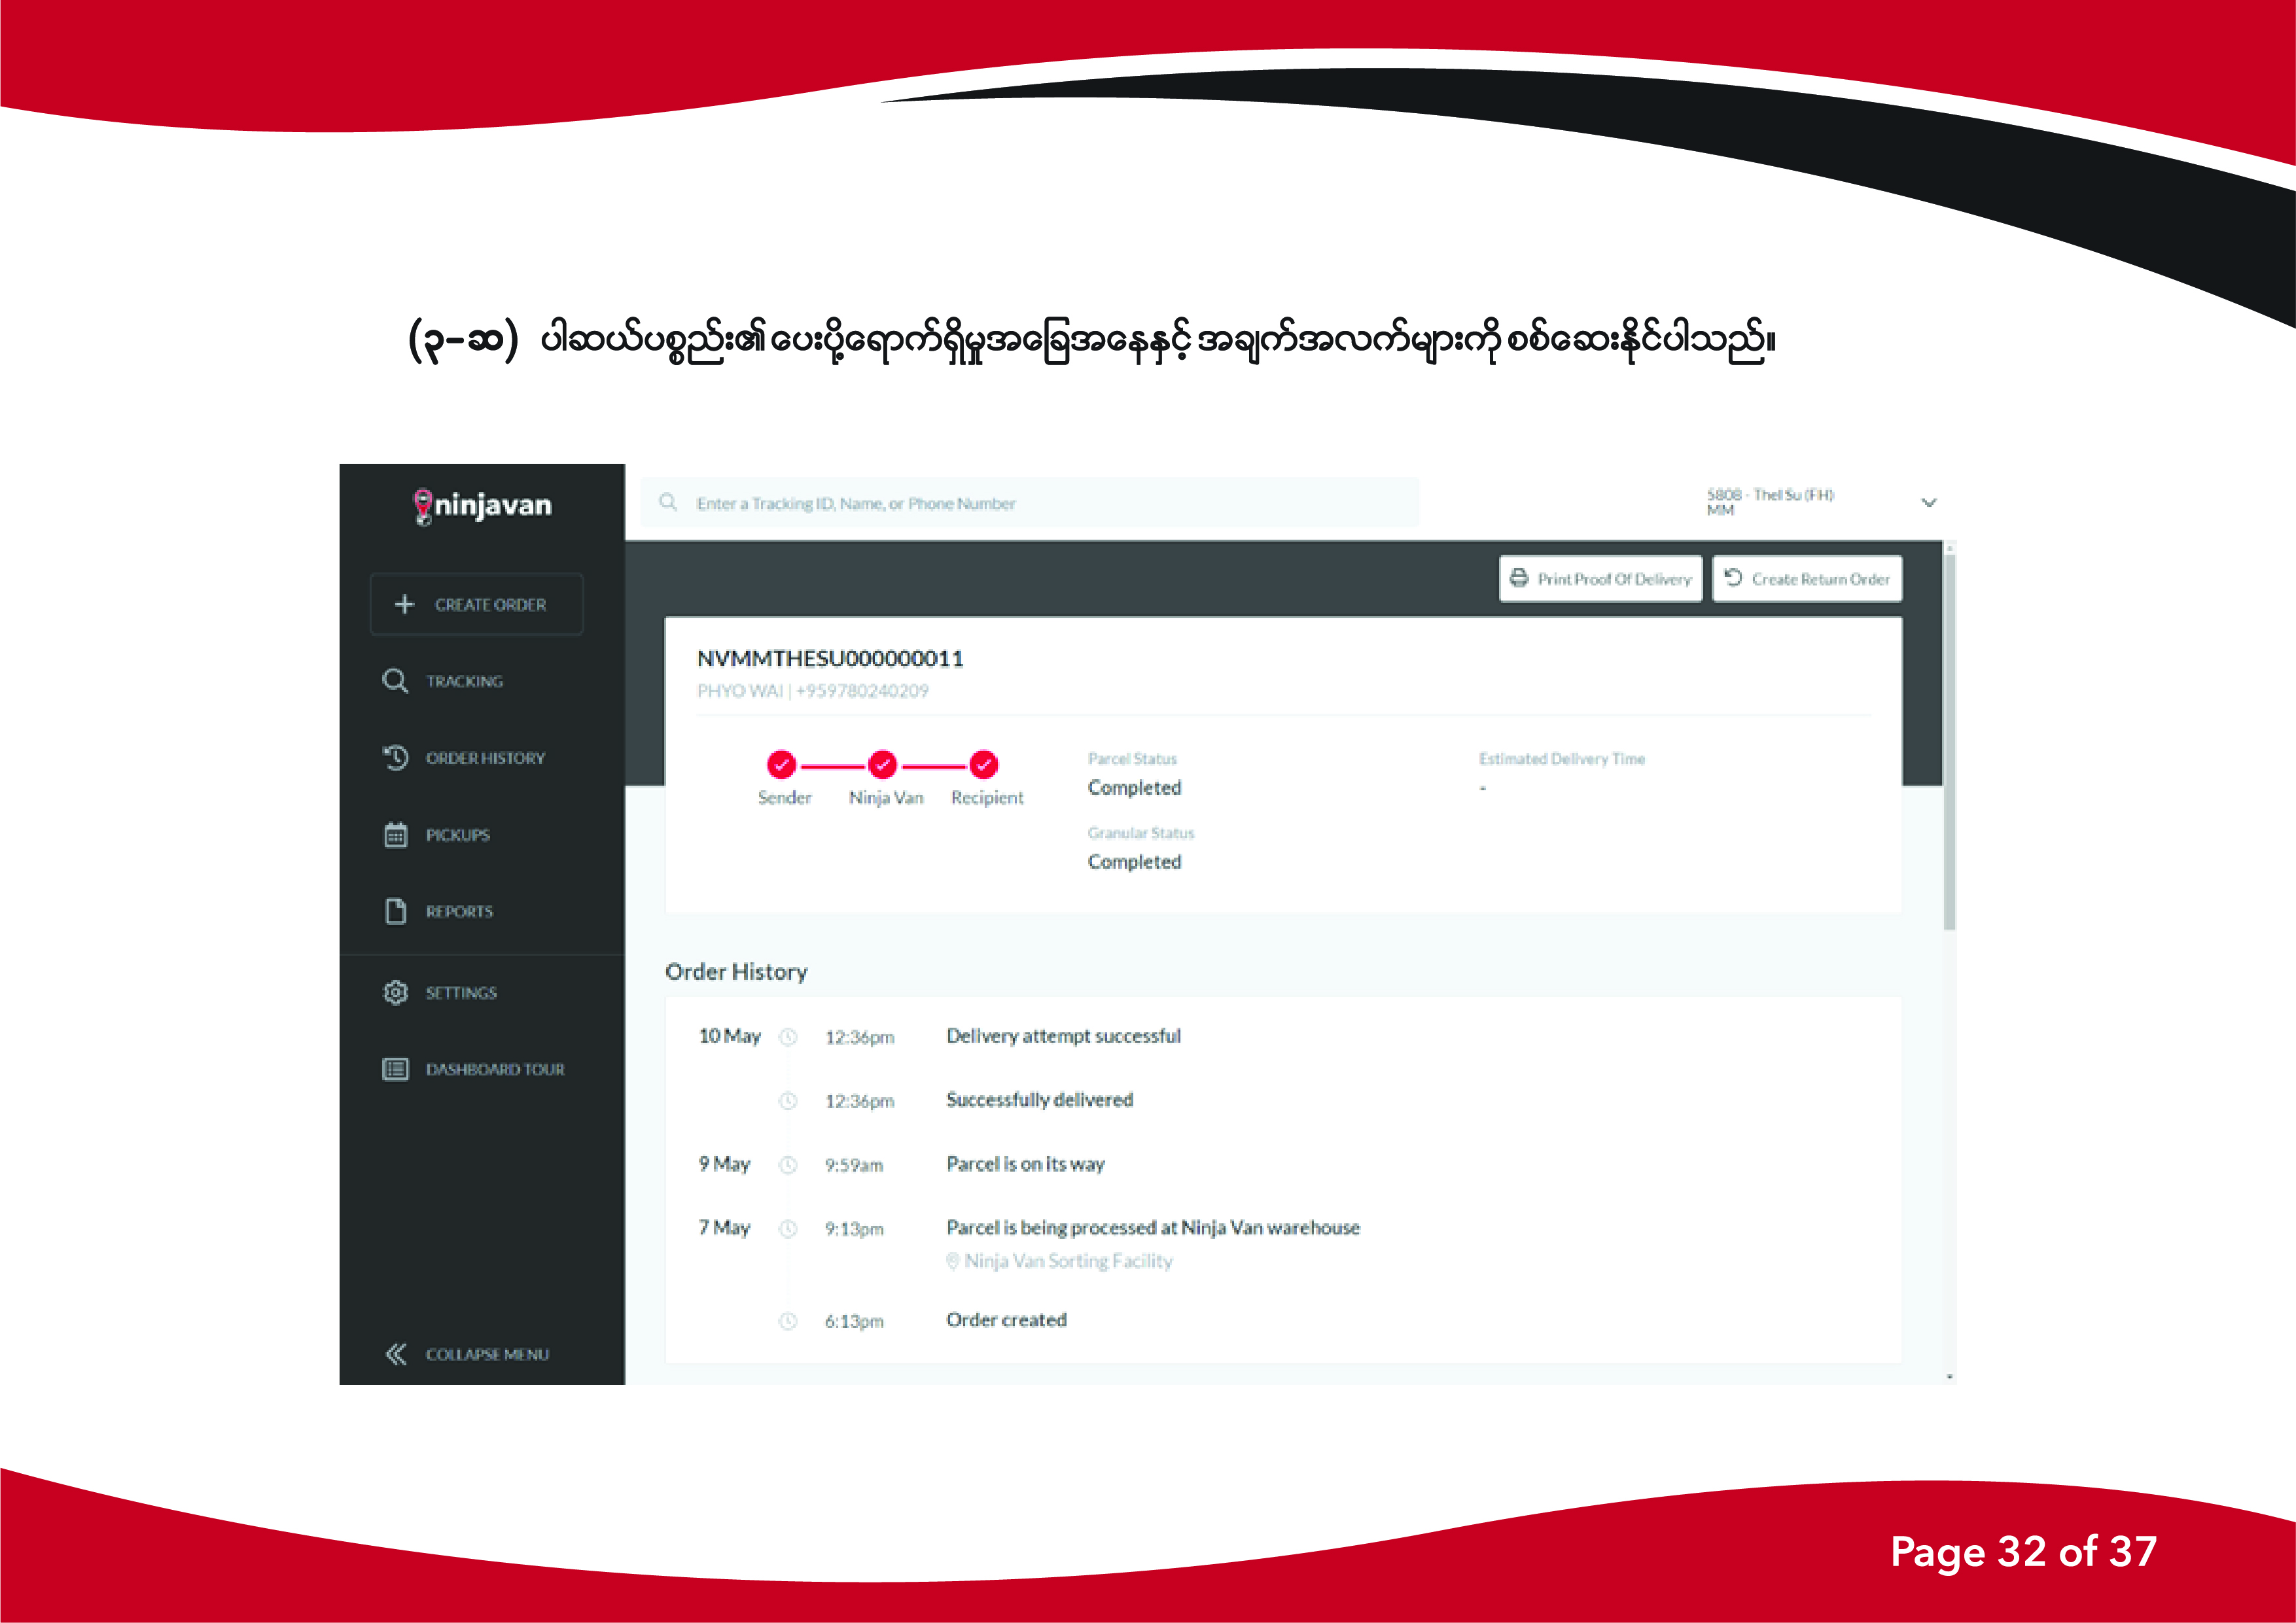 (၃-ဆ) ပါဆယ်ပစ္စည်း၏ ပေးပို့ရောက်ရှိမှုအခြေအနေနှင့် အချက်အလက်များကို စစ်ဆေးနိုင်ပါသည်။
ninjavan
Enter a Tracking ID, Name, or Phone Number
5808 - Thel Su (FH)
MM
CREATE ORDER
TRACKING
ORDER HISTORY
PICKUPS
REPORTS
SETTINGS
DASHBOARD TOUR
COLLAPSE MENU
Print Proof Of Delivery
Create Return Order
NVMMTHESU000000011
PHYO WAI | +959780240209
Sender Ninja Van Recipient
Parcel Status
Completed
Granular Status
Completed
Estimated Delivery Time
-
Order History
10 May 12:36pm Delivery attempt successful
12:36pm Successfully delivered
9 May 9:59am Parcel is on its way
7 May 9:13pm Parcel is being processed at Ninja Van warehouse
Ninja Van Sorting Facility
6:13pm Order created
Page 32 of 37